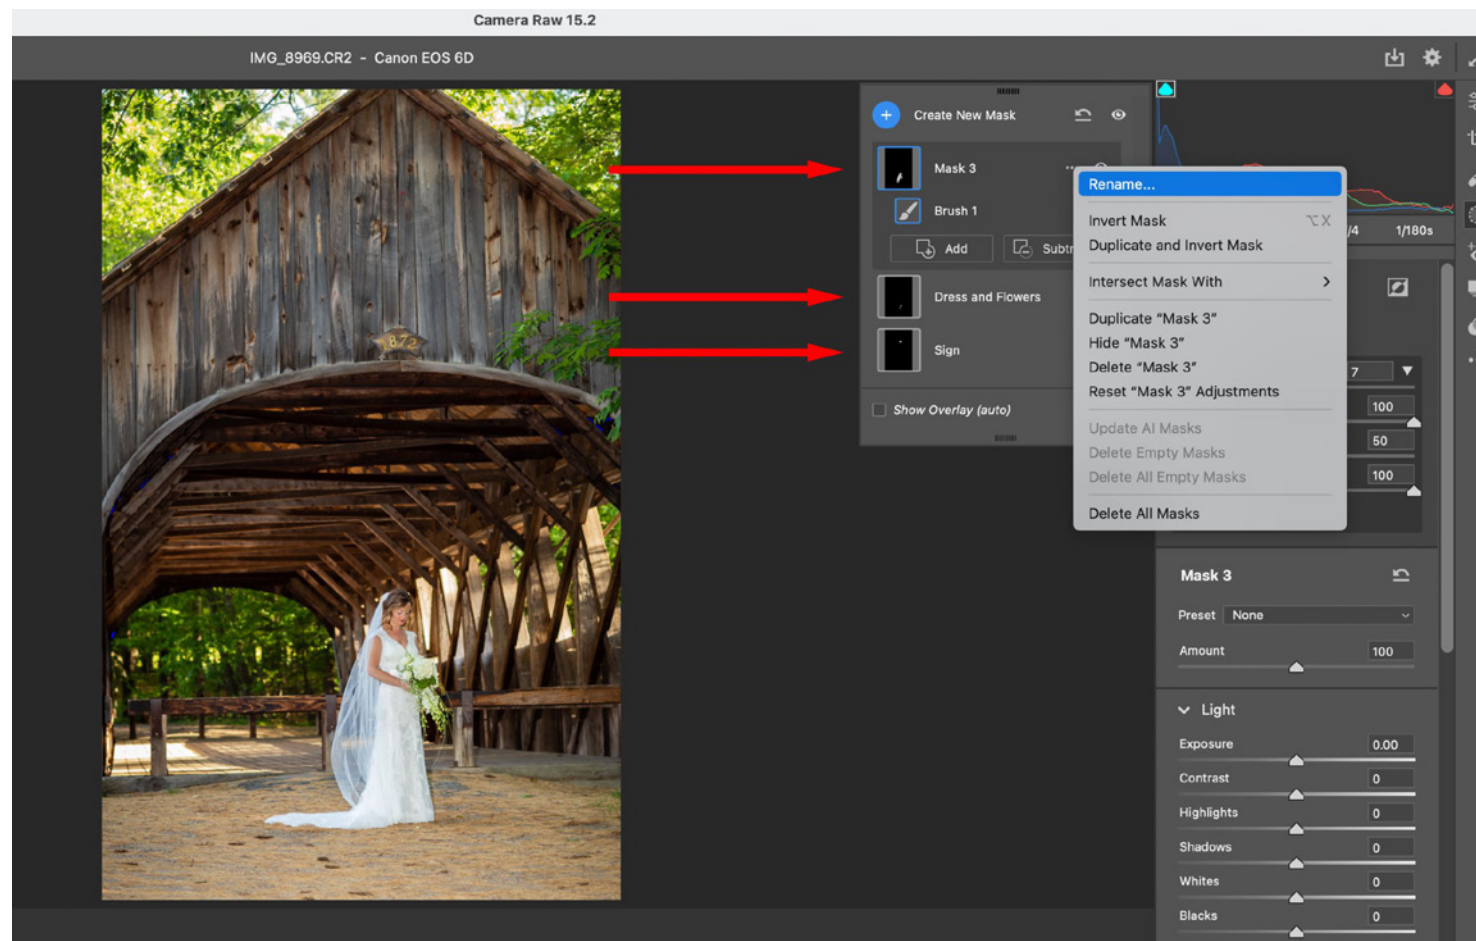 Camera Raw 15.2
IMG_8969.CR2 - Canon EOS 6D
1872
Create New Mask
Mask 3
Brush 1
Add
Subtr
Dress and Flowers
Sign
Show Overlay (auto)
Rename...
Invert Mask ⌥ X
Duplicate and Invert Mask
Intersect Mask With
Duplicate “Mask 3”
Hide “Mask 3”
Delete “Mask 3”
Reset “Mask 3” Adjustments
Update AI Masks
Delete Empty Masks
Delete All Empty Masks
Delete All Masks
/4 1/180s
7
100
50
100
Mask 3
Preset None
Amount 100
Light
Exposure 0.00
Contrast 0
Highlights 0
Shadows 0
Whites 0
Blacks 0